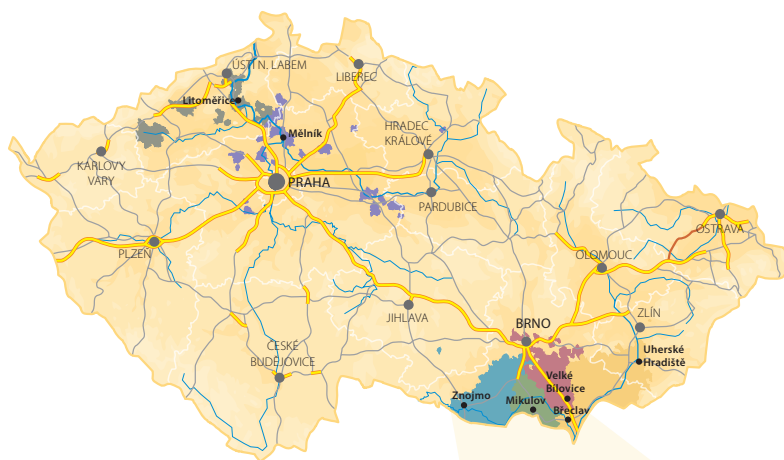 ÚSTÍ N. LABEM
LIBEREC
Litoměřice
Mělník
HRADEC
KRÁLOVÉ
KARLOVY
VARY
PRAHA
PARDUBICE
OSTRAVA
PLZEŇ
OLOMOUC
JIHLAVA
ZLÍN
BRNO
ČESKÉ
BUDĚJOVICE
Uherské
Hradiště
Velké
Bílovice
Znojmo
Mikulov
Břeclav